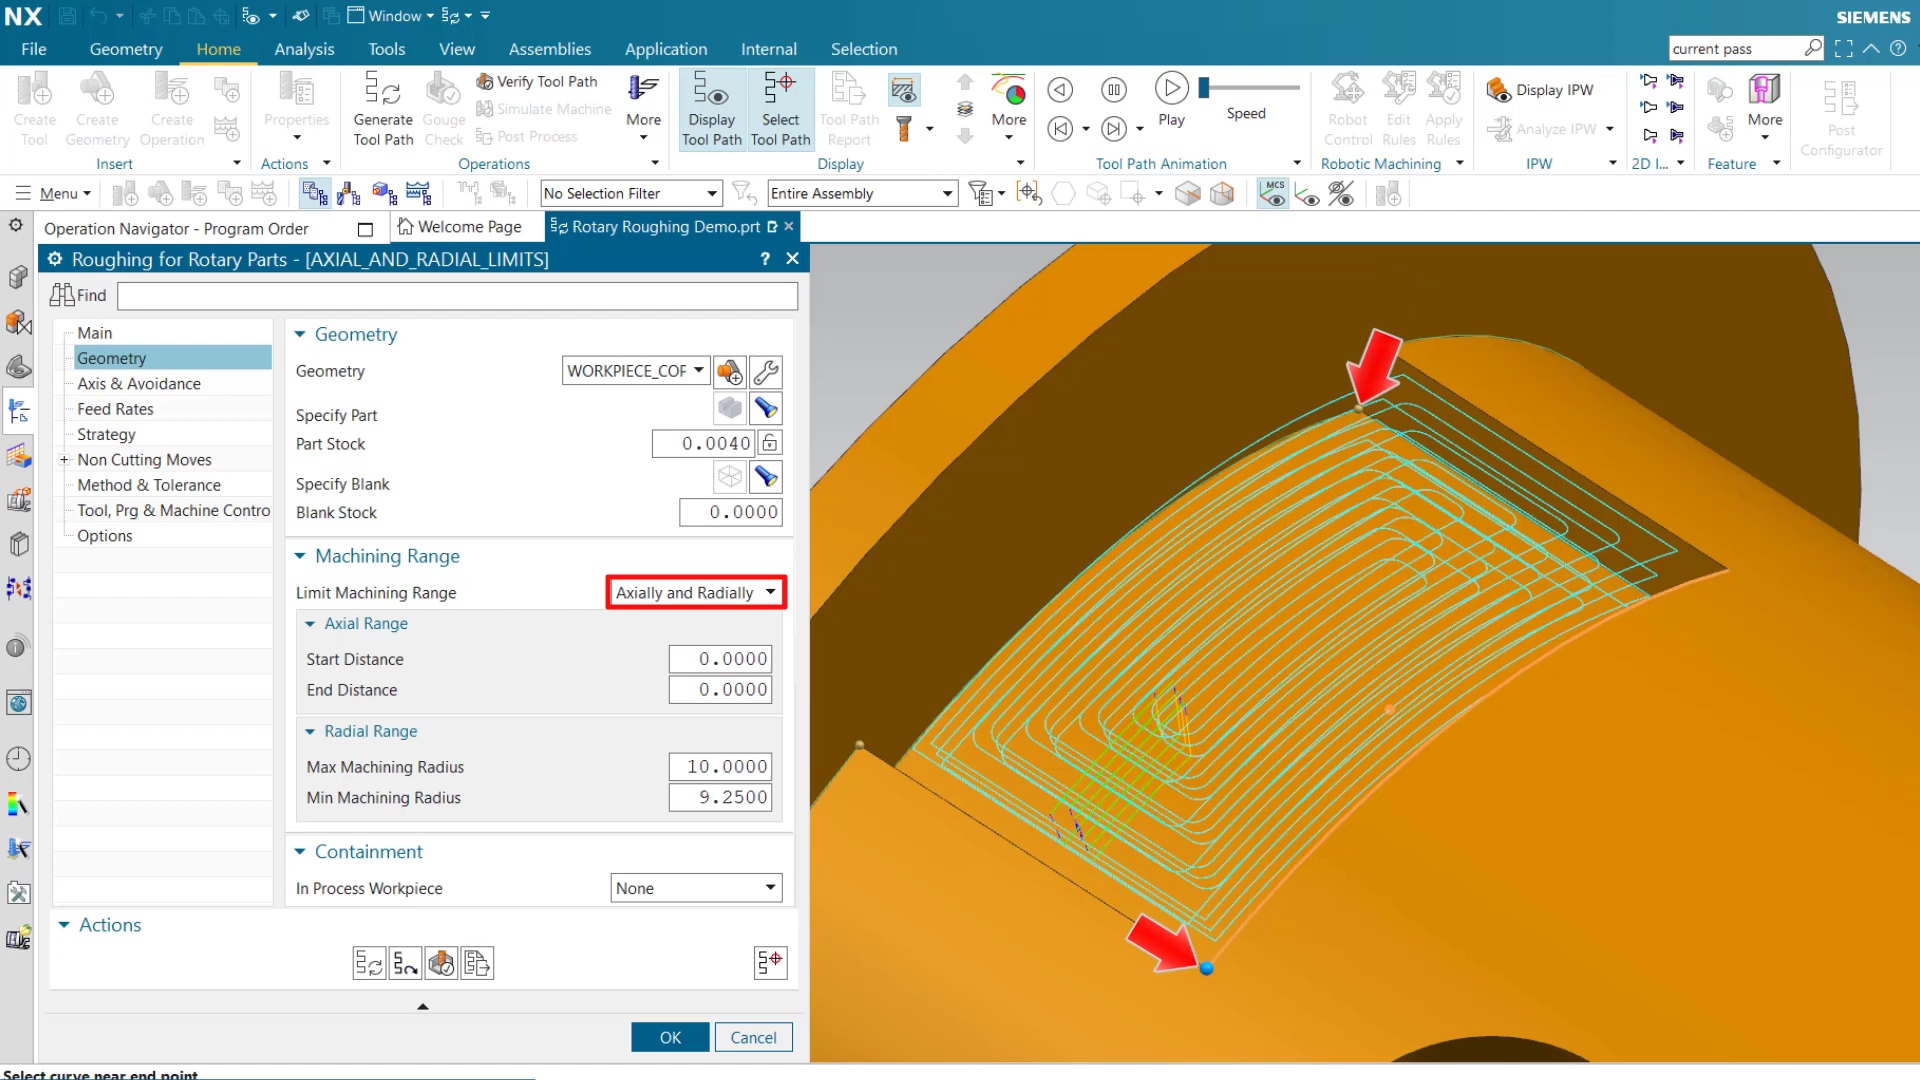 NX
Window
SIEMENS
File Geometry Home Analysis Tools View Assemblies Application Internal Selection
current pass
Create Tool
Create Geometry
Create Operation
Insert
Properties
Actions
Generate Tool Path
Gouge Check
Verify Tool Path
Simulate Machine
Post Process
More
Operations
Display Tool Path
Select Tool Path
Tool Path Report
More
Display
Play
Speed
Tool Path Animation
Robot Control
Edit Rules
Apply Rules
Robotic Machining
Display IPW
Analyze IPW
IPW
2D I...
More
Feature
Post Configurator
Menu
No Selection Filter
Entire Assembly
MCS
Operation Navigator - Program Order
Welcome Page
Rotary Roughing Demo.prt
Roughing for Rotary Parts - [AXIAL_AND_RADIAL_LIMITS]
Find
Main
Geometry
Axis & Avoidance
Feed Rates
Strategy
Non Cutting Moves
Method & Tolerance
Tool, Prg & Machine Contro
Options
Geometry
Geometry WORKPIECE_COF
Specify Part
Part Stock 0.0040
Specify Blank
Blank Stock 0.0000
Machining Range
Limit Machining Range Axially and Radially
Axial Range
Start Distance 0.0000
End Distance 0.0000
Radial Range
Max Machining Radius 10.0000
Min Machining Radius 9.2500
Containment
In Process Workpiece None
Actions
OK Cancel
Select curve near end point